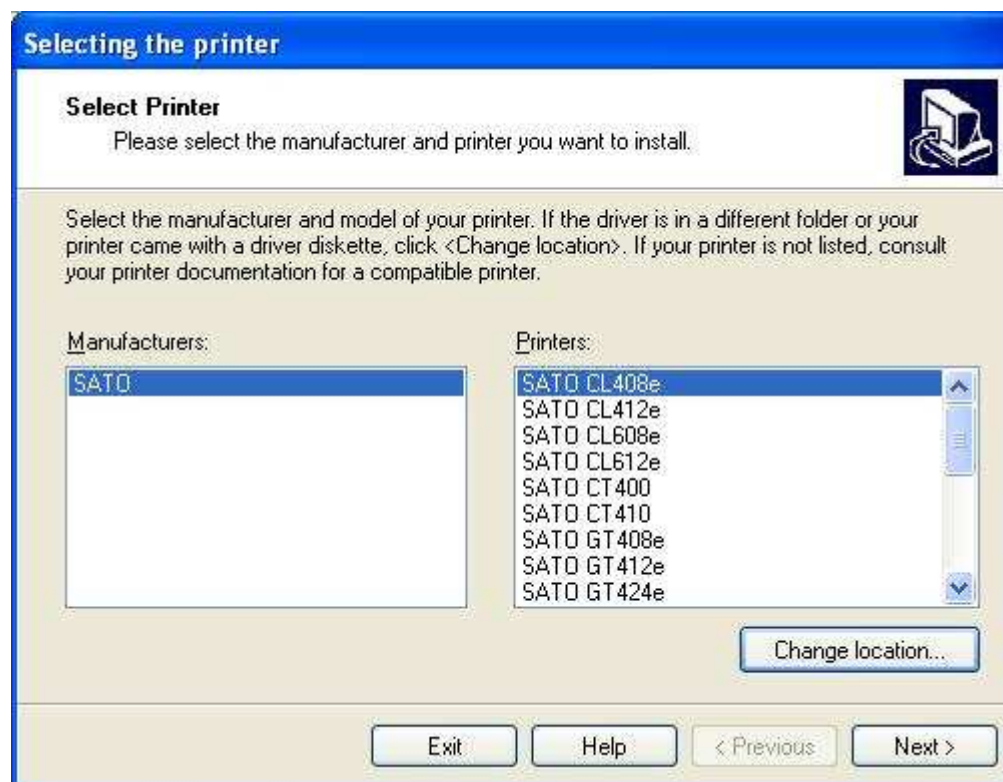 Selecting the printer
Select Printer
Please select the manufacturer and printer you want to install.
Select the manufacturer and model of your printer. If the driver is in a different folder or your
printer came with a driver diskette, click <Change location>. If your printer is not listed, consult
your printer documentation for a compatible printer.
Manufacturers:
SATO
Printers:
SATO CL408e
SATO CL412e
SATO CL608e
SATO CL612e
SATO CT400
SATO CT410
SATO GT408e
SATO GT412e
SATO GT424e
Change location...
Exit
Help
< Previous
Next >